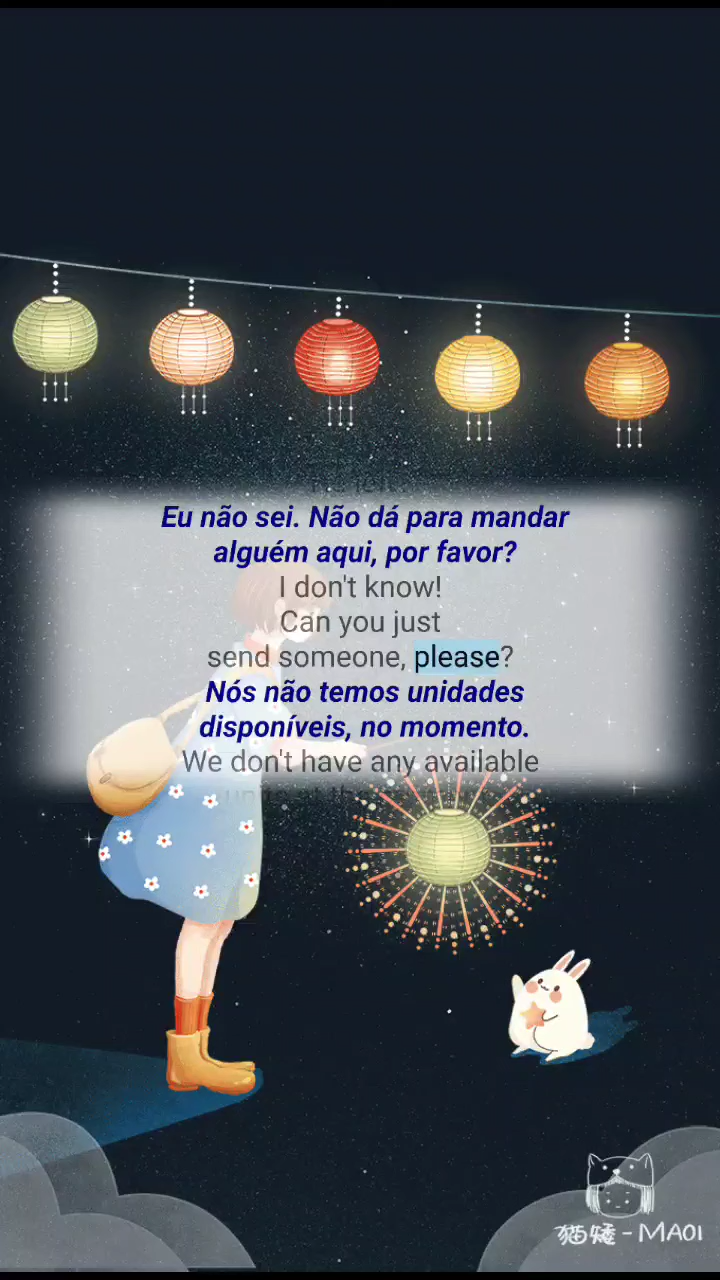 Eu não sei. Não dá para mandar
alguém aqui, por favor?
I don't know!
Can you just
send someone, please?
Nós não temos unidades
disponíveis, no momento.
We don't have any available
猫矮-MAOI